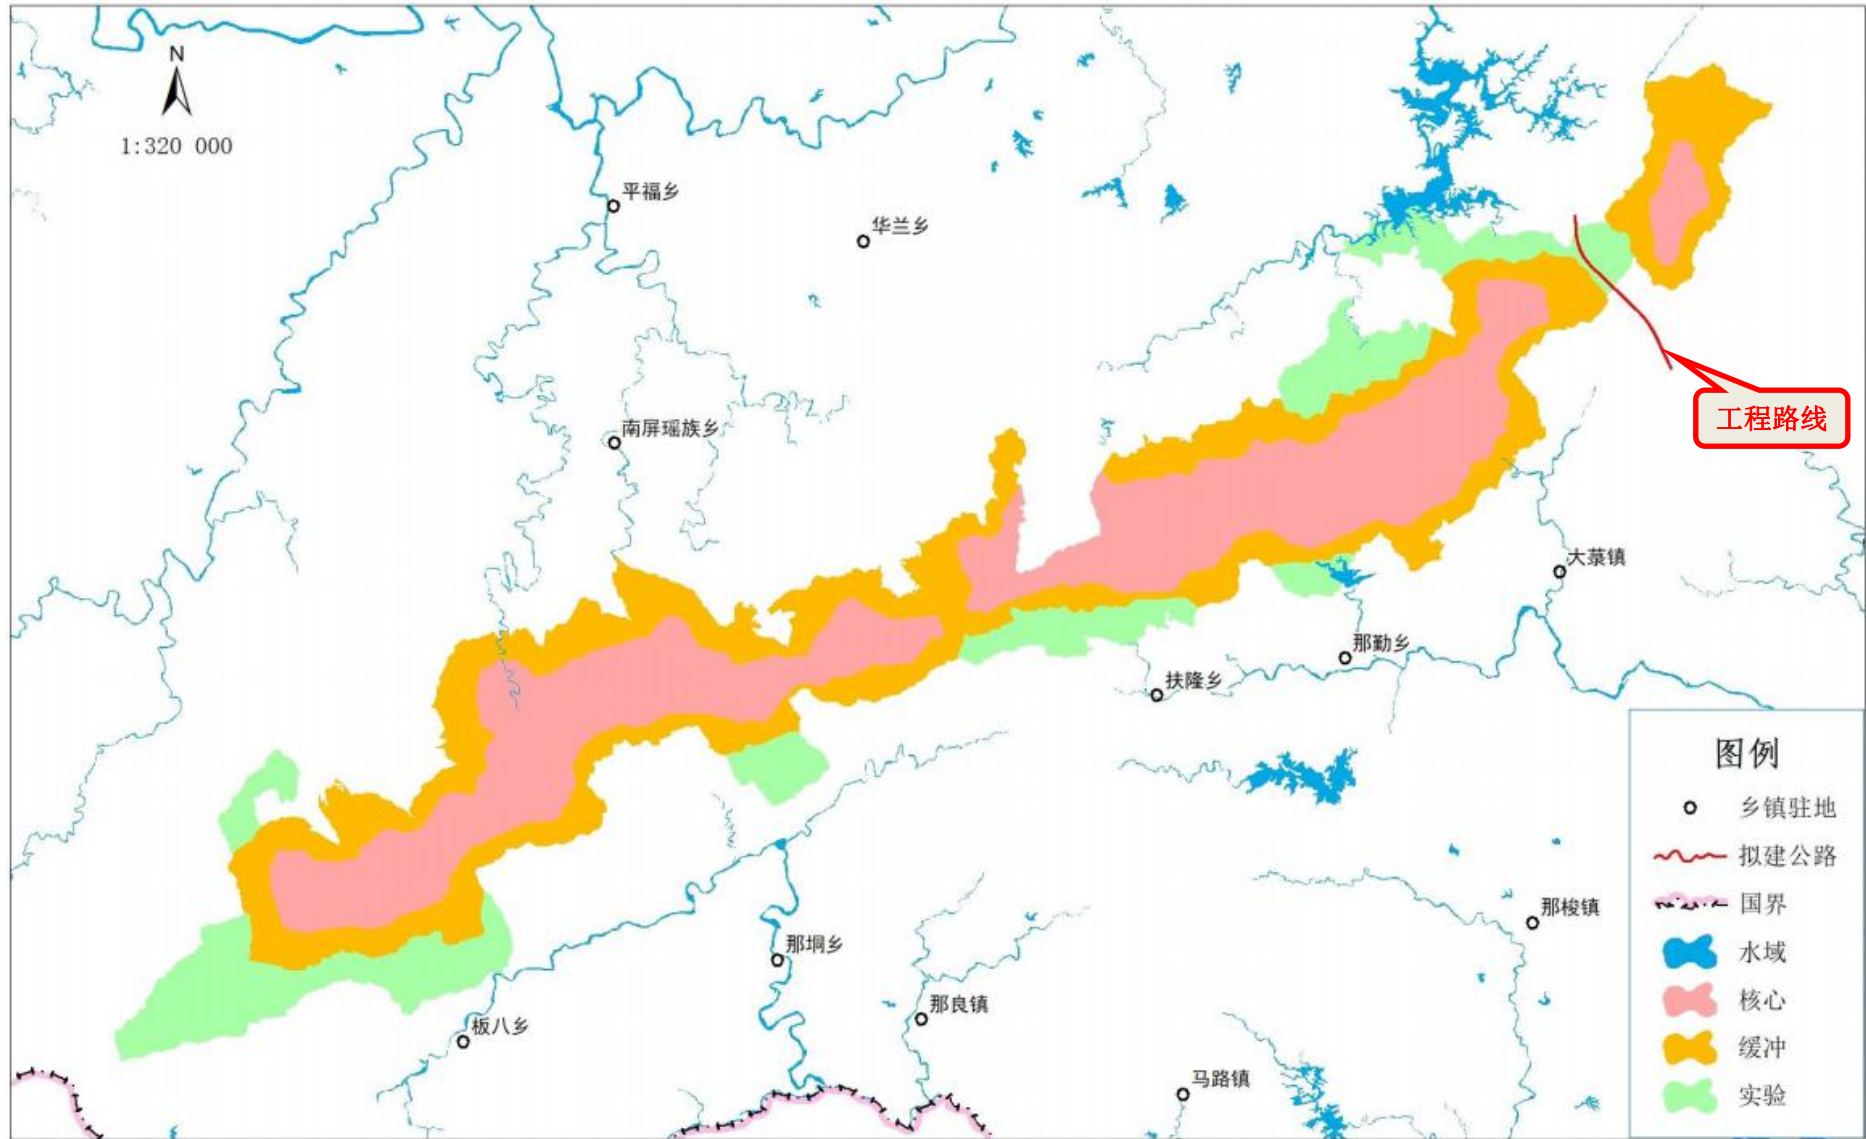 N
1:320 000
平福乡
华兰乡
南屏瑶族乡
工程路线
大菉镇
那勤乡
扶隆乡
那梭镇
那垌乡
那良镇
板八乡
马路镇
图例
乡镇驻地
拟建公路
国界
水域
核心
缓冲
实验